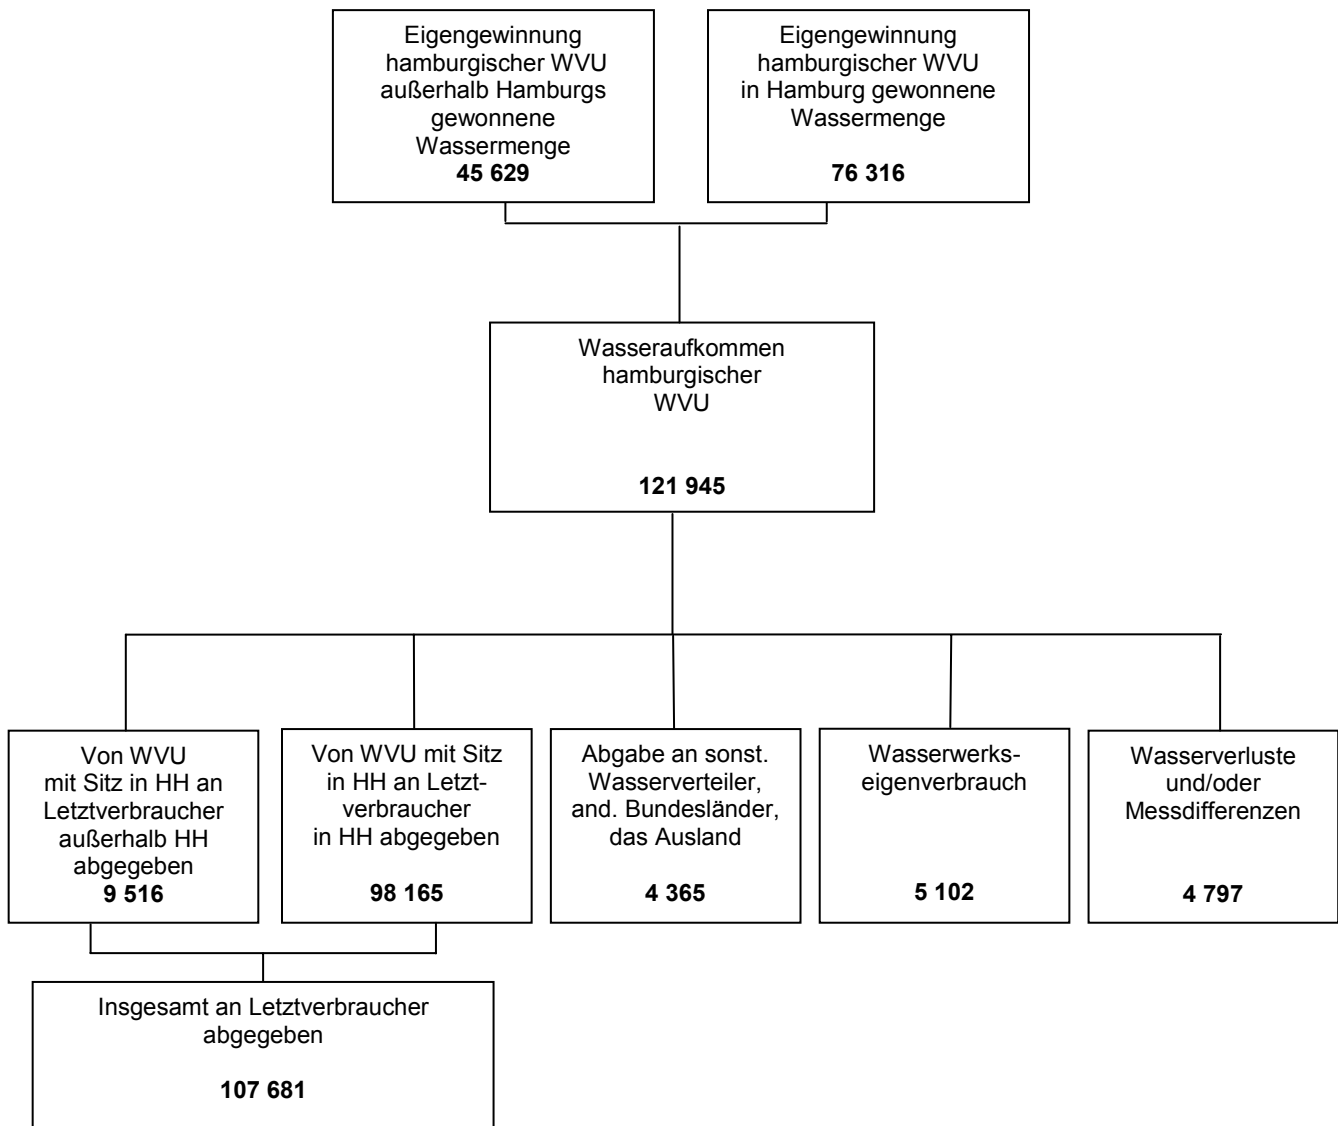 Eigengewinnung
hamburgischer WVU
außerhalb Hamburgs
gewonnene
Wassermenge
45 629
Eigengewinnung
hamburgischer WVU
in Hamburg gewonnene
Wassermenge
76 316
Wasseraufkommen
hamburgischer
WVU
121 945
Von WVU
mit Sitz in HH an
Letztverbraucher
außerhalb HH
abgegeben
9 516
Von WVU mit Sitz
in HH an Letzt-
verbraucher
in HH abgegeben
98 165
Abgabe an sonst.
Wasserverteiler,
and. Bundesländer,
das Ausland
4 365
Wasserwerks-
eigenverbrauch
5 102
Wasserverluste
und/oder
Messdifferenzen
4 797
Insgesamt an Letztverbraucher
abgegeben
107 681